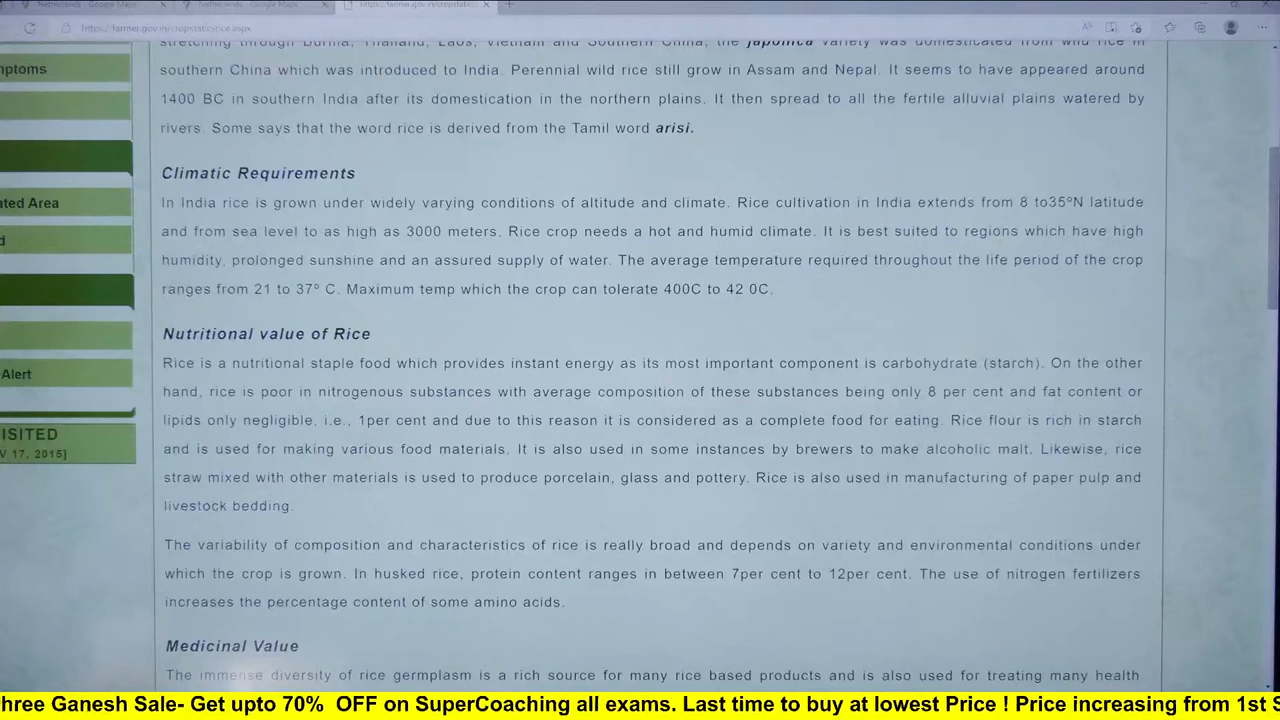 Netherlands - Google Maps
Netherlands - Google Maps
https://farmer.gov.in/cropstaticsrice.aspx
stretching through Burma, Thailand, Laos, Vietnam and Southern China, the japonica variety was domesticated from wild rice in
mptoms
southern China which was introduced to India. Perennial wild rice still grow in Assam and Nepal. It seems to have appeared around
1400 BC in southern India after its domestication in the northern plains. It then spread to all the fertile alluvial plains watered by
rivers. Some says that the word rice is derived from the Tamil word arisi.
Climatic Requirements
ated Area
In India rice is grown under widely varying conditions of altitude and climate. Rice cultivation in India extends from 8 to35ºN latitude
d
and from sea level to as high as 3000 meters. Rice crop needs a hot and humid climate. It is best suited to regions which have high
humidity, prolonged sunshine and an assured supply of water. The average temperature required throughout the life period of the crop
ranges from 21 to 37º C. Maximum temp which the crop can tolerate 400C to 42 0C.
Nutritional value of Rice
Rice is a nutritional staple food which provides instant energy as its most important component is carbohydrate (starch). On the other
Alert
hand, rice is poor in nitrogenous substances with average composition of these substances being only 8 per cent and fat content or
lipids only negligible, i.e., 1per cent and due to this reason it is considered as a complete food for eating. Rice flour is rich in starch
ISITED
V 17, 2015]
and is used for making various food materials. It is also used in some instances by brewers to make alcoholic malt. Likewise, rice
straw mixed with other materials is used to produce porcelain, glass and pottery. Rice is also used in manufacturing of paper pulp and
livestock bedding.
The variability of composition and characteristics of rice is really broad and depends on variety and environmental conditions under
which the crop is grown. In husked rice, protein content ranges in between 7per cent to 12per cent. The use of nitrogen fertilizers
increases the percentage content of some amino acids.
Medicinal Value
The immense diversity of rice germplasm is a rich source for many rice based products and is also used for treating many health
hree Ganesh Sale- Get upto 70% OFF on SuperCoaching all exams. Last time to buy at lowest Price ! Price increasing from 1st S